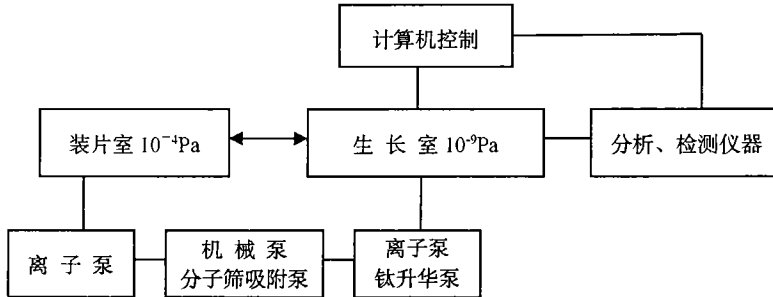 计算机控制
装片室 10⁻⁴Pa
生 长 室 10⁻⁹Pa
分析、检测仪器
离 子 泵
机 械 泵
分子筛吸附泵
离子泵
钛升华泵